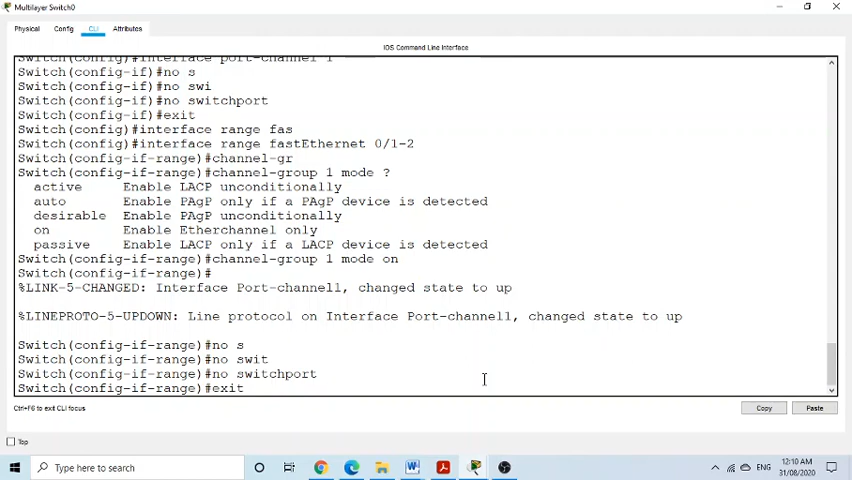 Multilayer Switch0
Physical Config CLI Attributes
IOS Command Line Interface
Switch(config)#interface port-channel 1
Switch(config-if)#no s
Switch(config-if)#no swi
Switch(config-if)#no switchport
Switch(config-if)#exit
Switch(config)#interface range fas
Switch(config)#interface range fastEthernet 0/1-2
Switch(config-if-range)#channel-gr
Switch(config-if-range)#channel-group 1 mode ?
active Enable LACP unconditionally
auto Enable PAgP only if a PAgP device is detected
desirable Enable PAgP unconditionally
on Enable Etherchannel only
passive Enable LACP only if a LACP device is detected
Switch(config-if-range)#channel-group 1 mode on
Switch(config-if-range)#
%LINK-5-CHANGED: Interface Port-channel1, changed state to up
%LINEPROTO-5-UPDOWN: Line protocol on Interface Port-channel1, changed state to up
Switch(config-if-range)#no s
Switch(config-if-range)#no swit
Switch(config-if-range)#no switchport
Switch(config-if-range)#exit
Ctrl+F6 to exit CLI focus
Copy Paste
Top
Type here to search
ENG
12:10 AM
31/08/2020